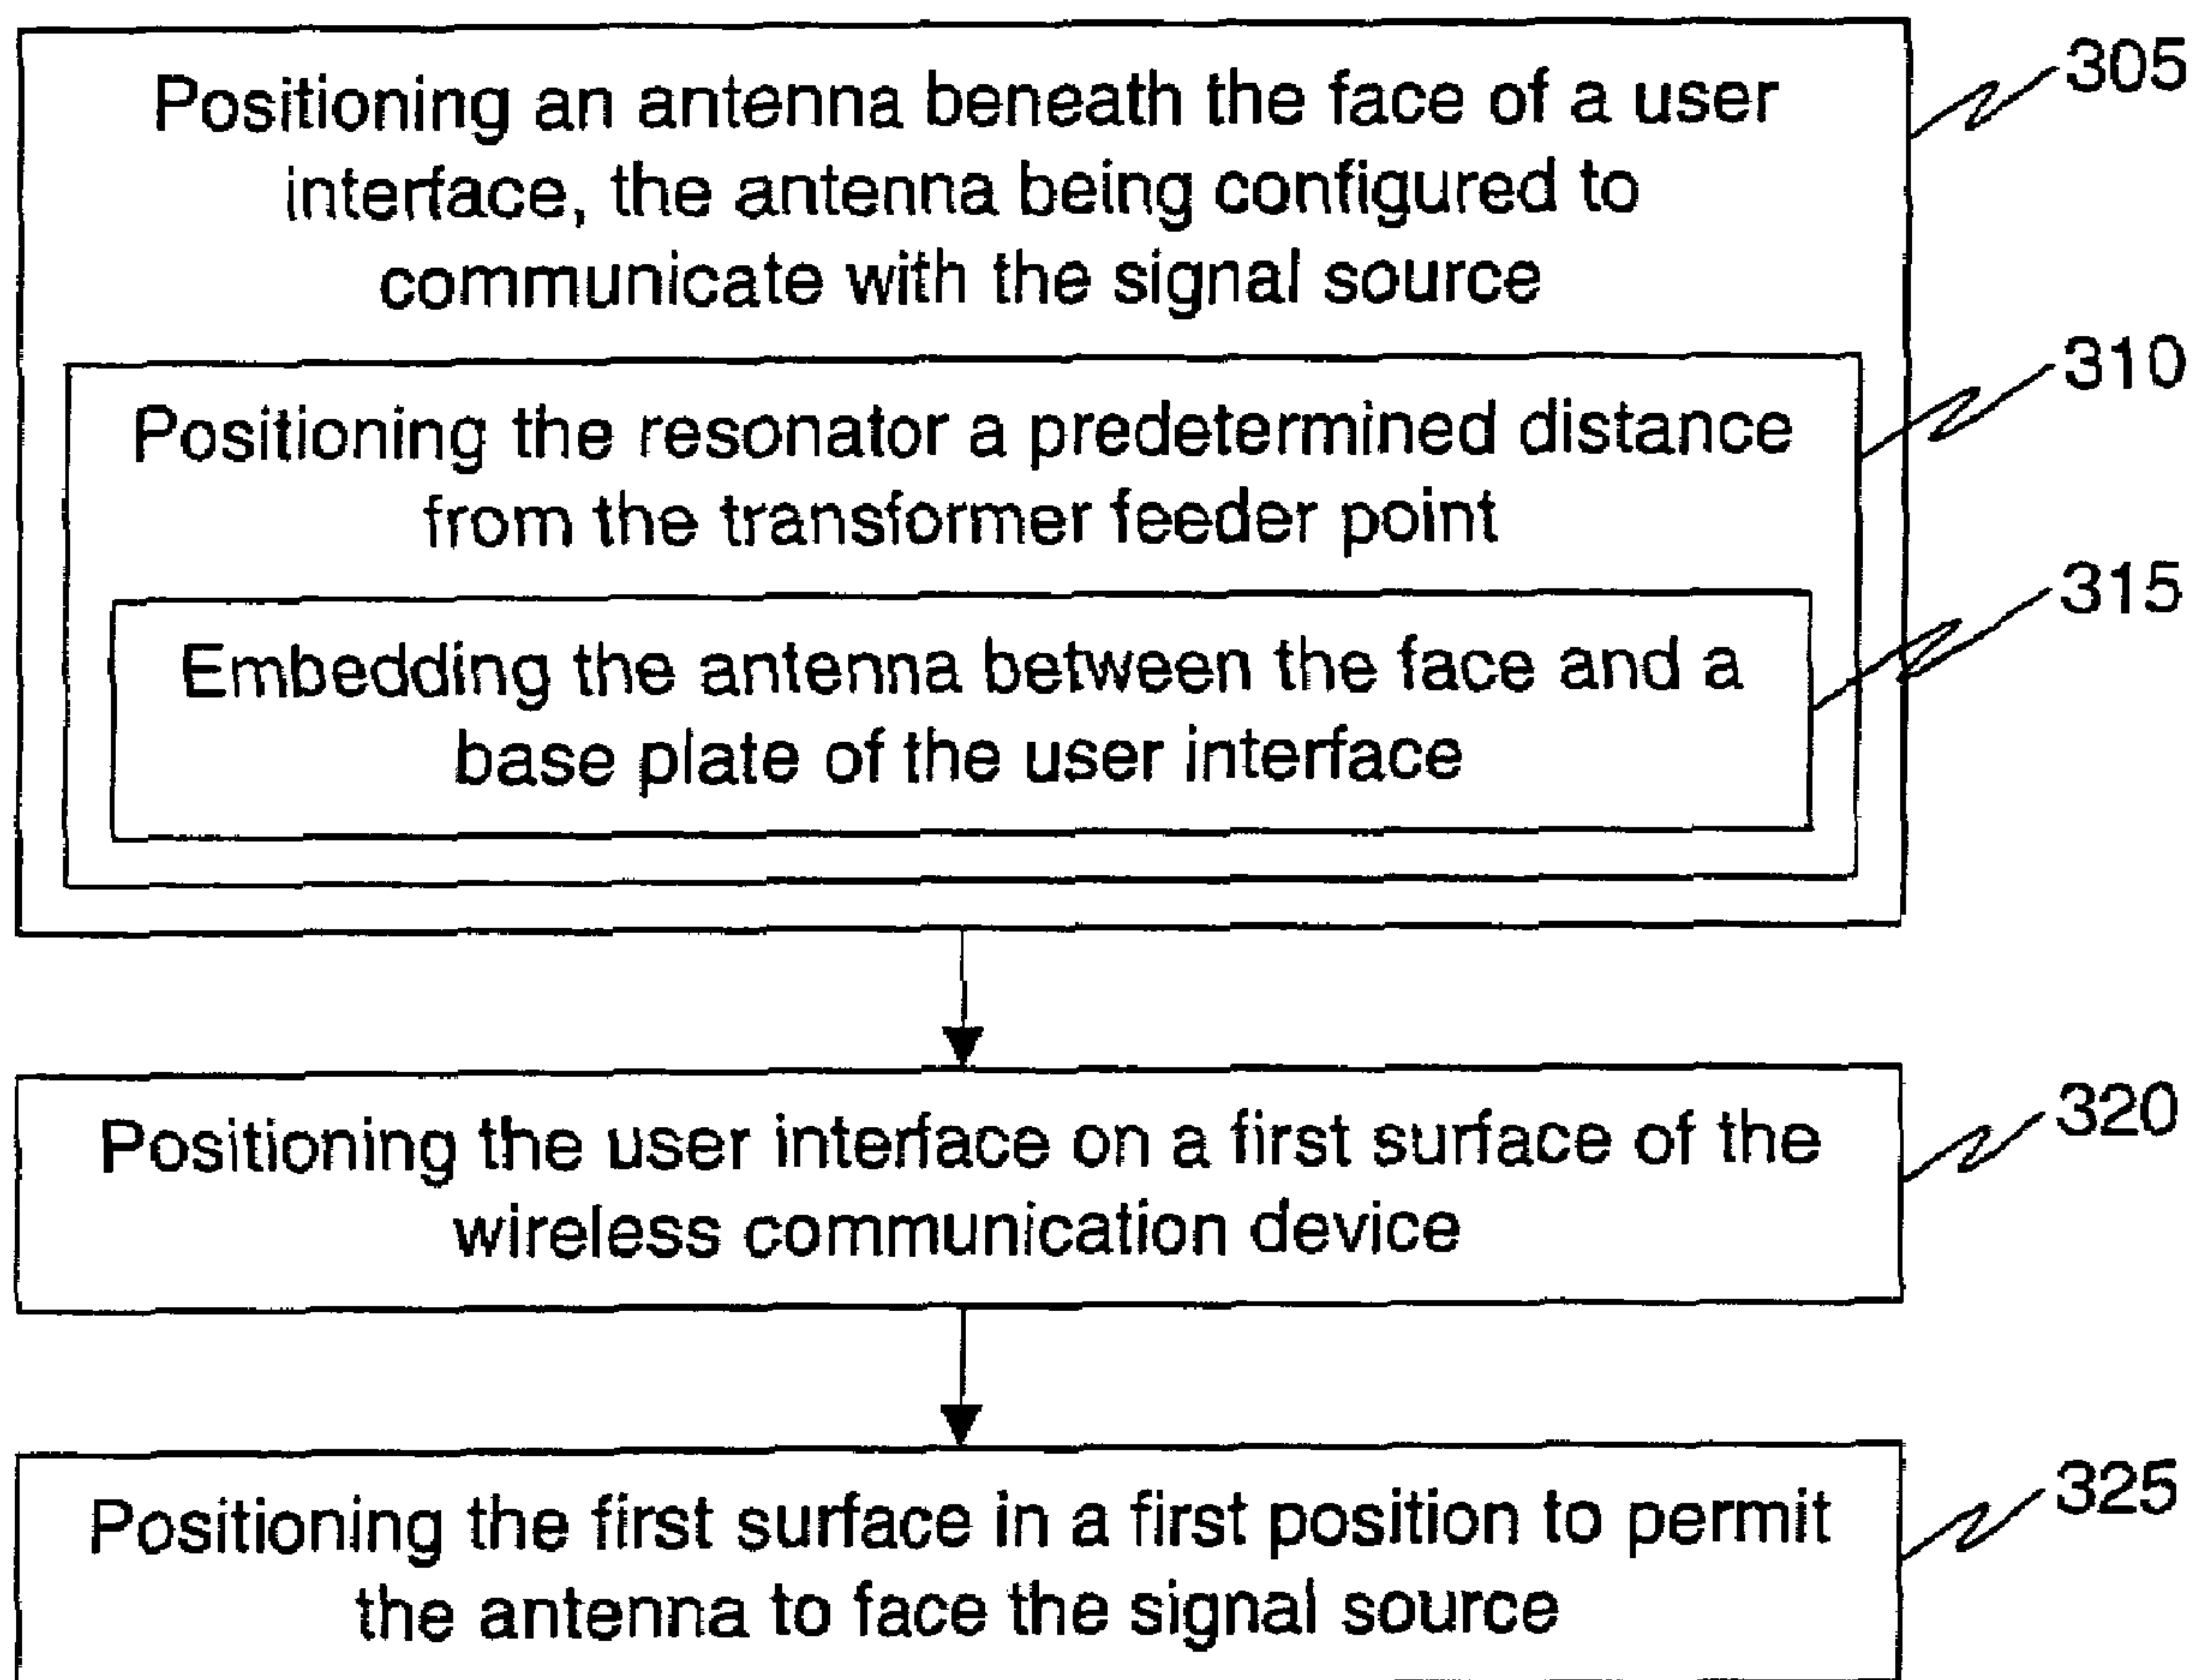 Positioning an antenna beneath the face of a user
interface, the antenna being configured to
communicate with the signal source
305
Positioning the resonator a predetermined distance
from the transformer feeder point
310
Embedding the antenna between the face and a
base plate of the user interface
315
Positioning the user interface on a first surface of the
wireless communication device
320
Positioning the first surface in a first position to permit
the antenna to face the signal source
325